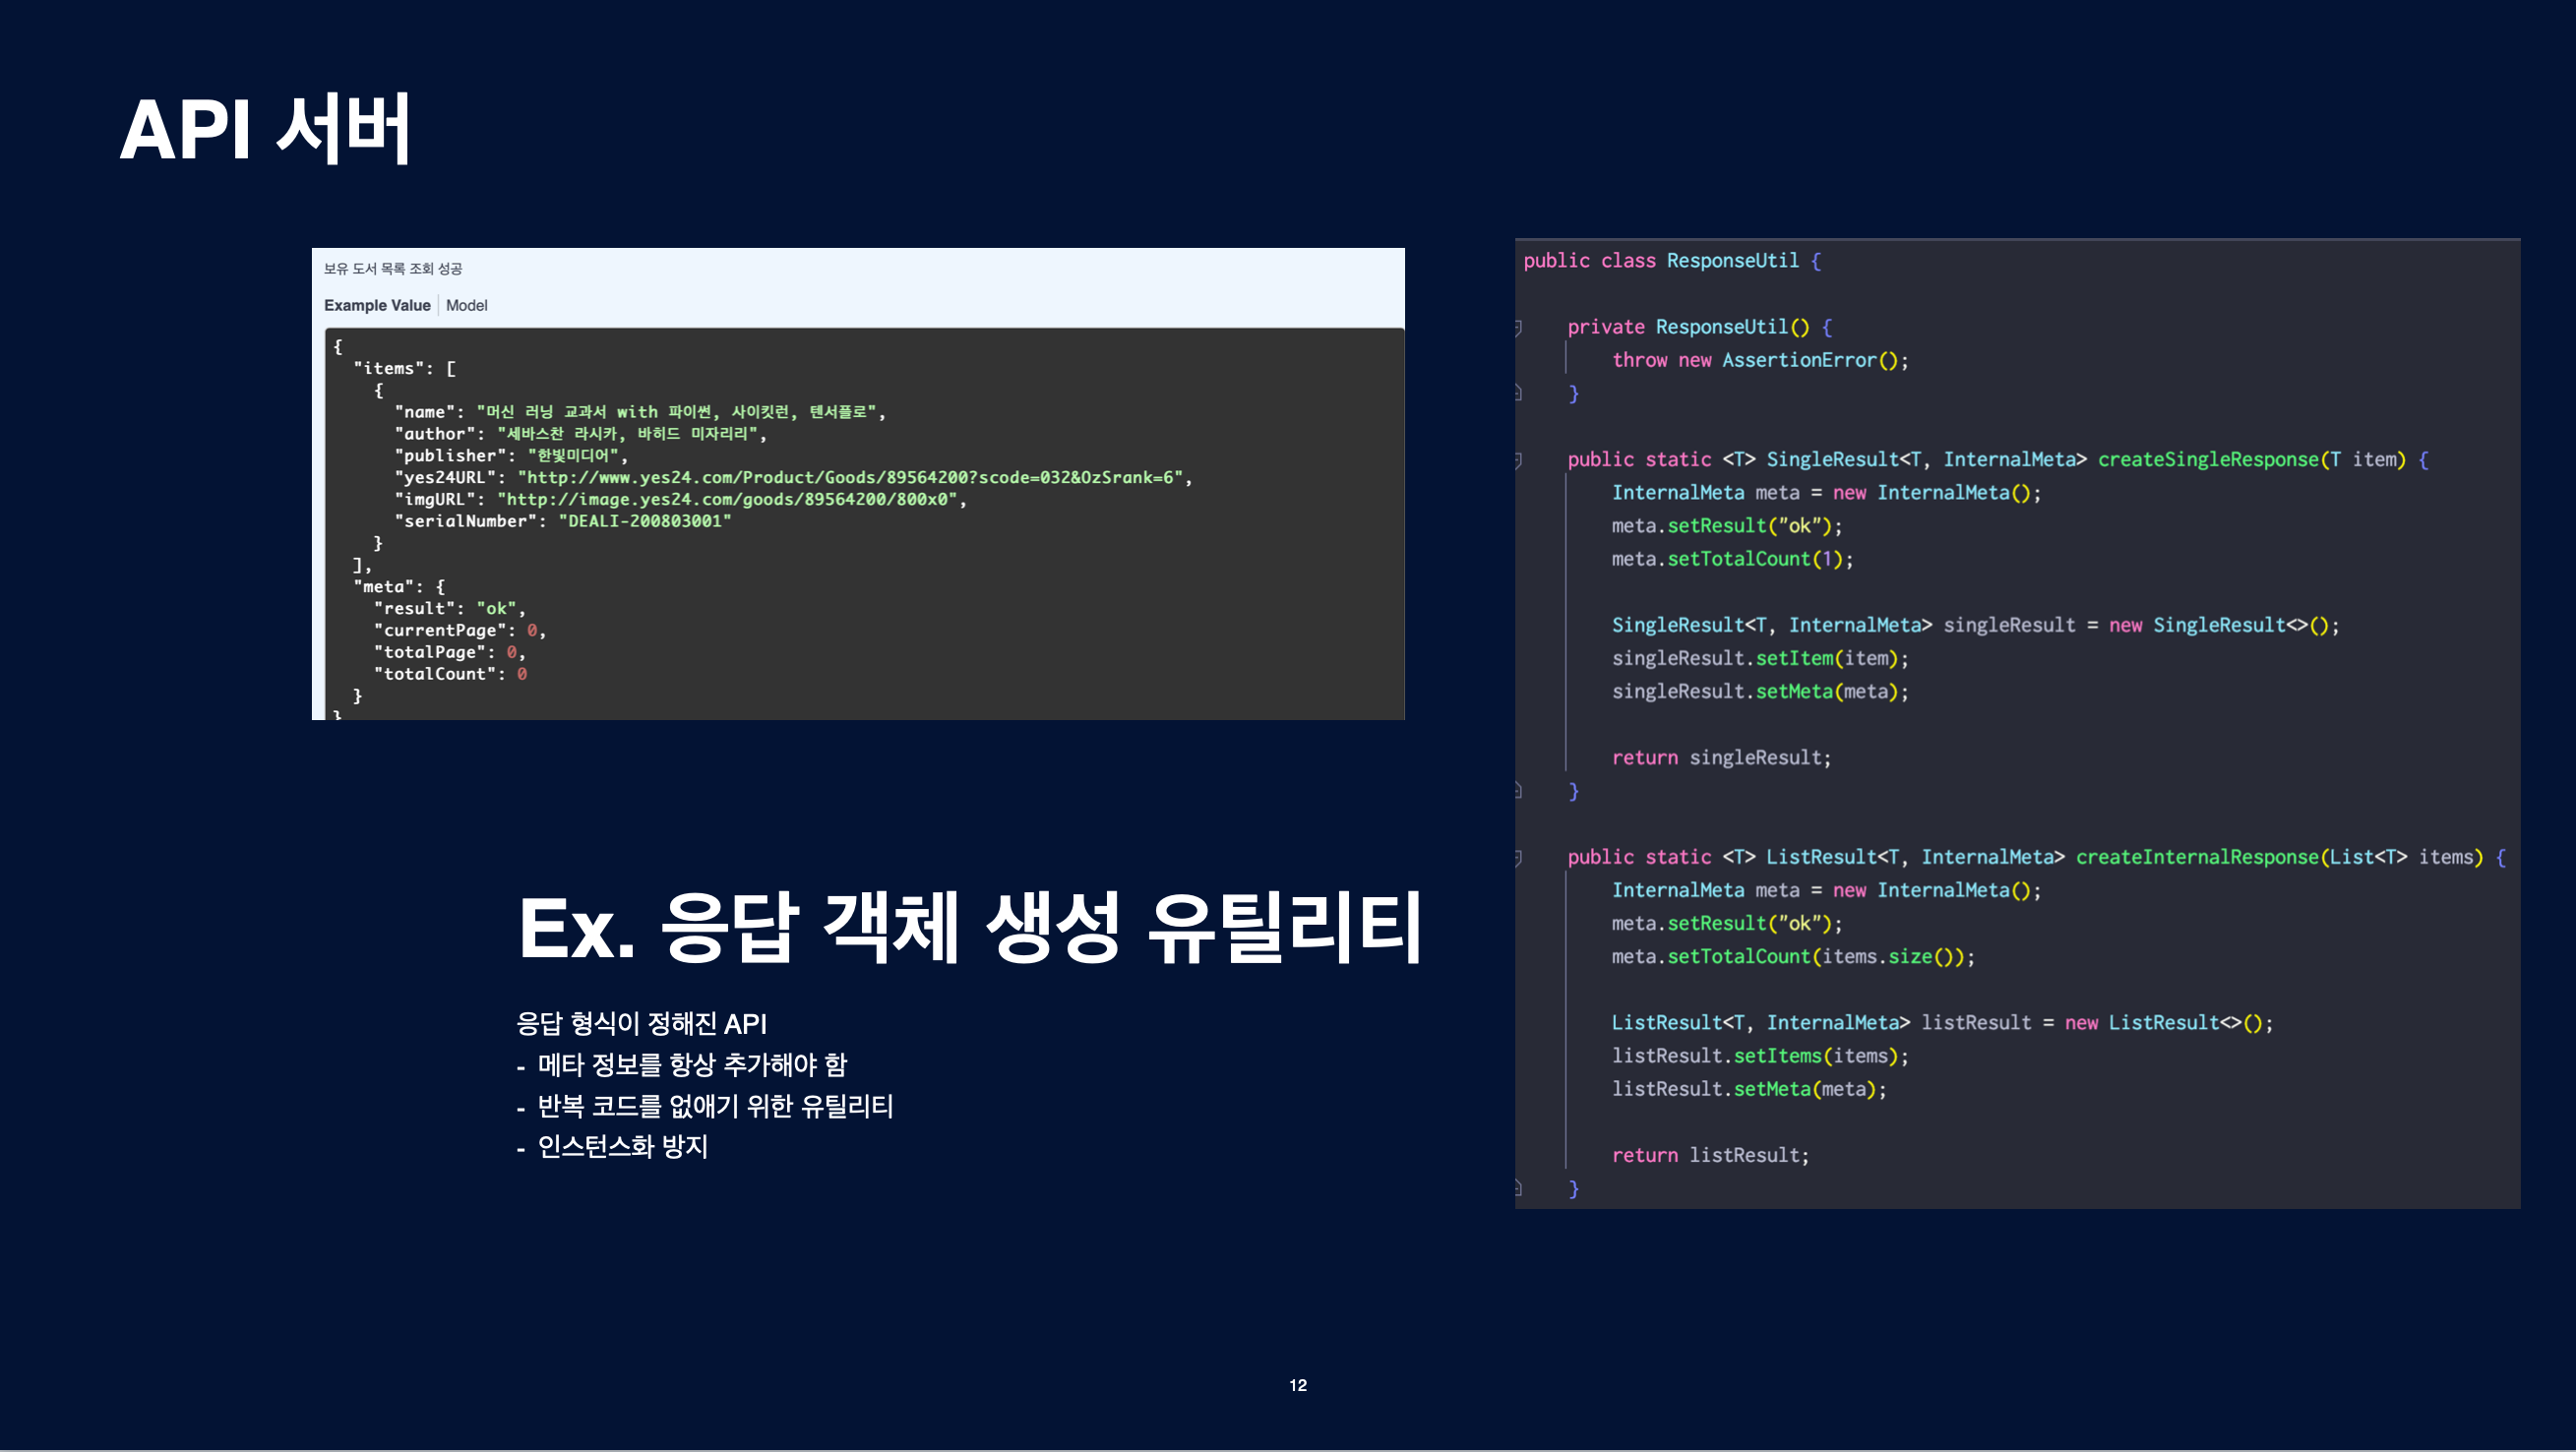 API 서버
보유 도서 목록 조회 성공
Example Value | Model
{
"items": [
{
"name": "머신 러닝 교과서 with 파이썬, 사이킷런, 텐서플로",
"author": "세바스찬 라시카, 바히드 미자리리",
"publisher": "한빛미디어",
"yes24URL": "http://www.yes24.com/Product/Goods/89564200?scode=032&OzSrank=6",
"imgURL": "http://image.yes24.com/goods/89564200/800x0",
"serialNumber": "DEALI-200803001"
}
],
"meta": {
"result": "ok",
"currentPage": 0,
"totalPage": 0,
"totalCount": 0
}
}
Ex. 응답 객체 생성 유틸리티
응답 형식이 정해진 API
- 메타 정보를 항상 추가해야 함
- 반복 코드를 없애기 위한 유틸리티
- 인스턴스화 방지
public class ResponseUtil {
private ResponseUtil() {
throw new AssertionError();
}
public static <T> SingleResult<T, InternalMeta> createSingleResponse(T item) {
InternalMeta meta = new InternalMeta();
meta.setResult("ok");
meta.setTotalCount(1);
SingleResult<T, InternalMeta> singleResult = new SingleResult<>();
singleResult.setItem(item);
singleResult.setMeta(meta);
return singleResult;
}
public static <T> ListResult<T, InternalMeta> createInternalResponse(List<T> items) {
InternalMeta meta = new InternalMeta();
meta.setResult("ok");
meta.setTotalCount(items.size());
ListResult<T, InternalMeta> listResult = new ListResult<>();
listResult.setItems(items);
listResult.setMeta(meta);
return listResult;
}
12